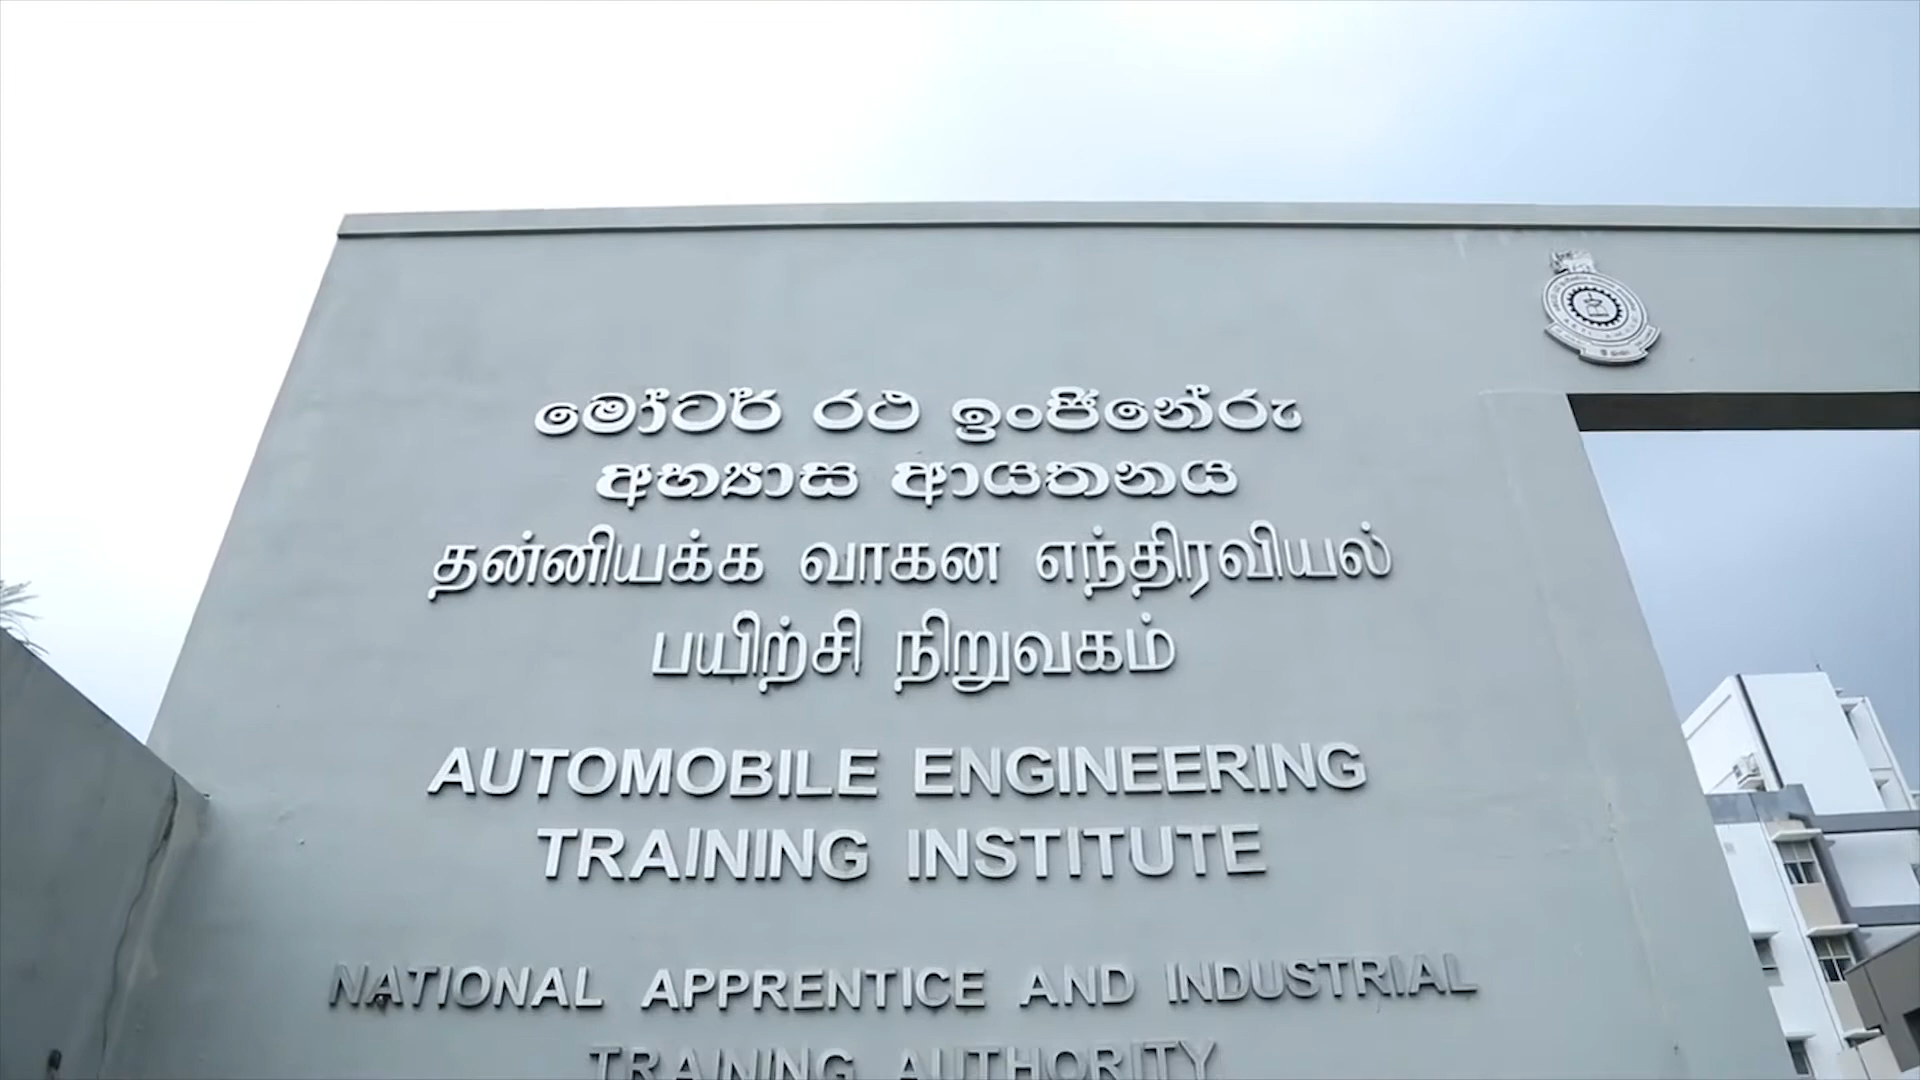 මෝටර් රථ ඉංජිනේරු
අභ්‍යාස ආයතනය
தன்னியக்க வாகன எந்திரவியல்
பயிற்சி நிறுவகம்
AUTOMOBILE ENGINEERING
TRAINING INSTITUTE
NATIONAL APPRENTICE AND INDUSTRIAL
TRAINING AUTHORITY